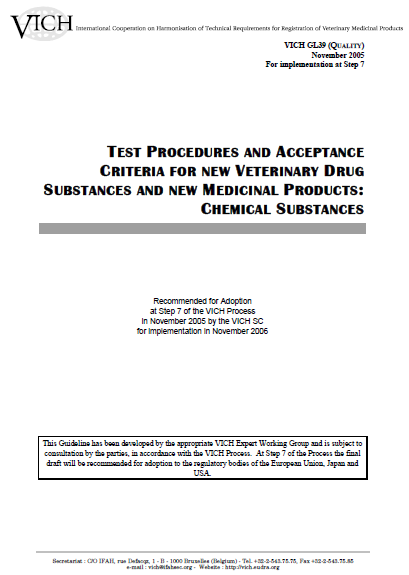 VICH International Cooperation on Harmonisation of Technical Requirements for Registration of Veterinary Medicinal Products
VICH GL39 (QUALITY)
November 2005
For implementation at Step 7
TEST PROCEDURES AND ACCEPTANCE
CRITERIA FOR NEW VETERINARY DRUG
SUBSTANCES AND NEW MEDICINAL PRODUCTS:
CHEMICAL SUBSTANCES
Recommended for Adoption
at Step 7 of the VICH Process
in November 2005 by the VICH SC
for Implementation in November 2006
This Guideline has been developed by the appropriate VICH Expert Working Group and is subject to
consultation by the parties, in accordance with the VICH Process. At Step 7 of the Process the final
draft will be recommended for adoption to the regulatory bodies of the European Union, Japan and
USA.
Secretariat : C/O IFAH, rue Defacqz, 1 - B - 1000 Bruxelles (Belgium) - Tel. +32-2-543.75.75, Fax +32-2-543.75.85
e-mail : vich@ifahsec.org - Website : http://vich.eudra.org